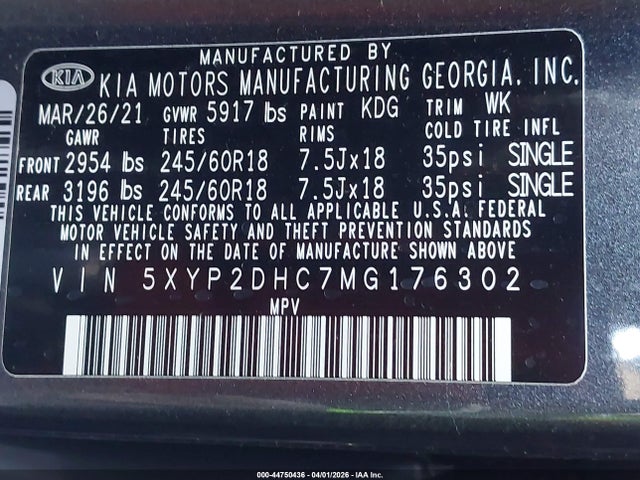 MANUFACTURED BY
KIA KIA MOTORS MANUFACTURING GEORGIA, INC.
MAR/26/21 GVWR 5917 lbs PAINT KDG TRIM WK
GAWR TIRES RIMS COLD TIRE INFL
FRONT 2954 lbs 245/60R18 7.5Jx18 35psi SINGLE
REAR 3196 lbs 245/60R18 7.5Jx18 35psi SINGLE
THIS VEHICLE CONFORMS TO ALL APPLICABLE U.S.A. FEDERAL
MOTOR VEHICLE SAFETY AND THEFT PREVENTION STANDARDS
IN EFFECT ON THE DATE OF MANUFACTURE SHOWN ABOVE
VIN 5XYP2DHC7MG176302
MPV
000-44750436 - 04/01/2026 - IAA Inc.